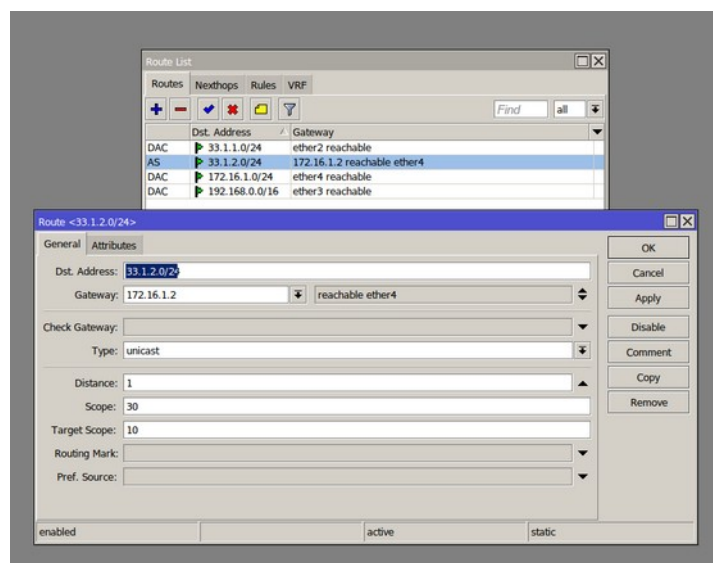 Route List
Routes Nexthops Rules VRF
Find all
Dst. Address Gateway
DAC 33.1.1.0/24 ether2 reachable
AS 33.1.2.0/24 172.16.1.2 reachable ether4
DAC 172.16.1.0/24 ether4 reachable
DAC 192.168.0.0/16 ether3 reachable
Route <33.1.2.0/24>
General Attributes
OK
Dst. Address: 33.1.2.0/24
Cancel
Gateway: 172.16.1.2 reachable ether4
Apply
Check Gateway:
Disable
Type: unicast
Comment
Distance: 1
Copy
Scope: 30
Remove
Target Scope: 10
Routing Mark:
Pref. Source:
enabled active static